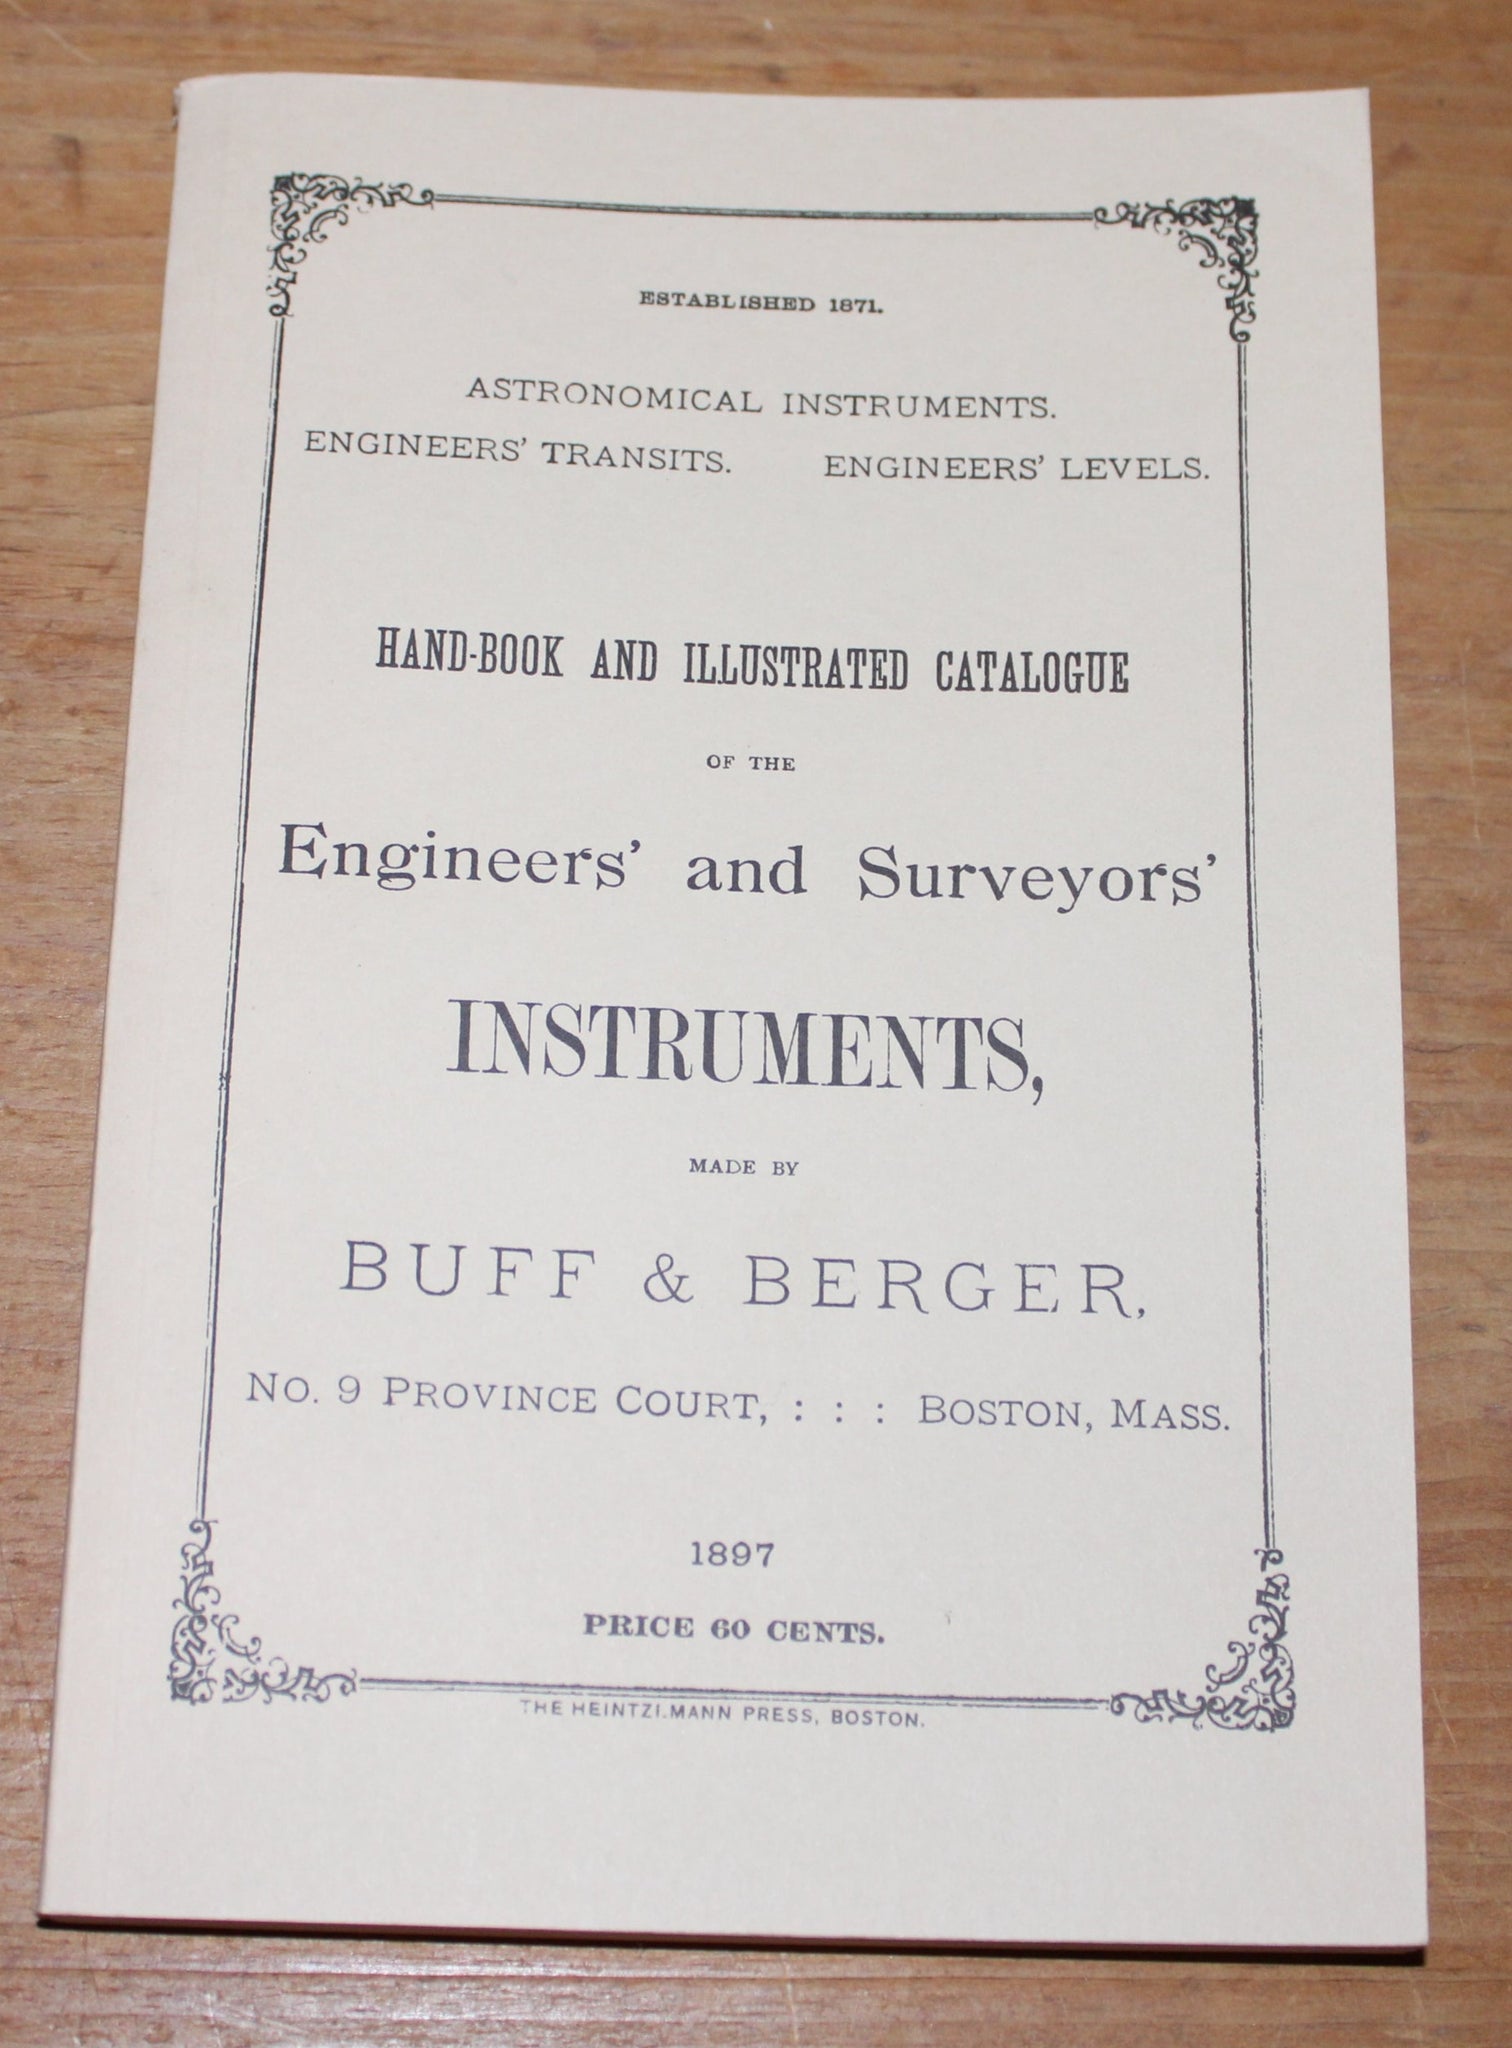 ESTABLISHED 1871.
ASTRONOMICAL INSTRUMENTS.
ENGINEERS' TRANSITS. ENGINEERS' LEVELS.
HAND-BOOK AND ILLUSTRATED CATALOGUE
OF THE
Engineers' and Surveyors'
INSTRUMENTS,
MADE BY
BUFF & BERGER,
NO. 9 PROVINCE COURT, : : : BOSTON, MASS.
1897
PRICE 60 CENTS.
THE HEINTZLMANN PRESS, BOSTON.